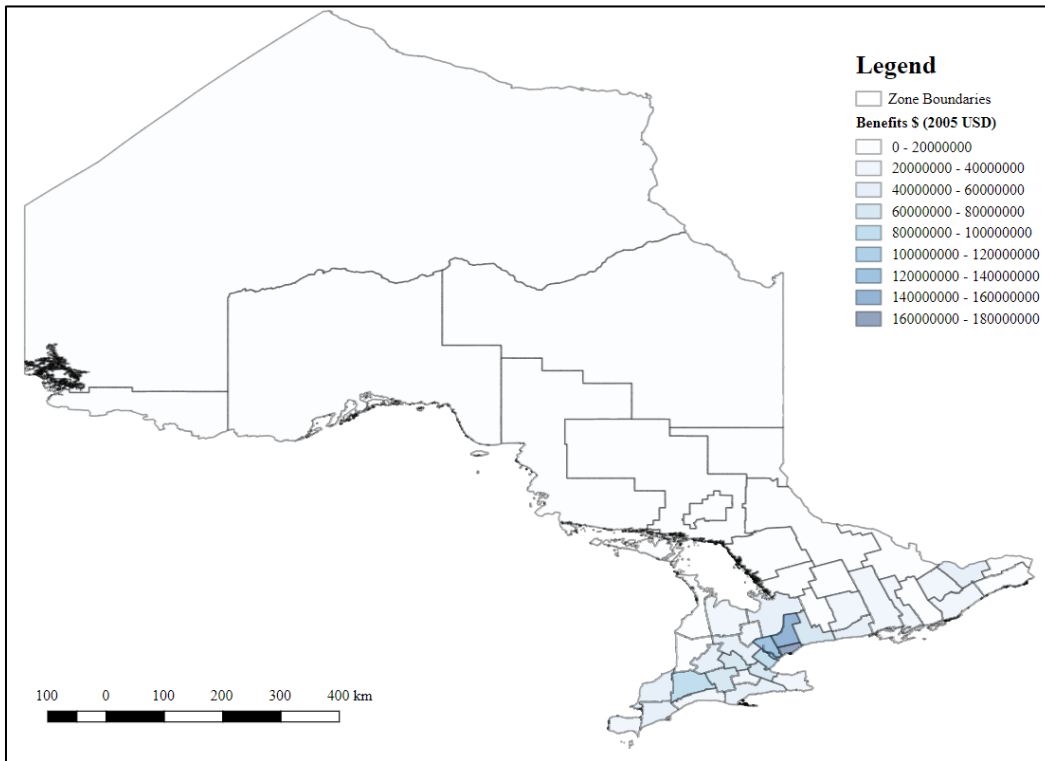 Legend
Zone Boundaries
Benefits $ (2005 USD)
0 - 20000000
20000000 - 40000000
40000000 - 60000000
60000000 - 80000000
80000000 - 100000000
100000000 - 120000000
120000000 - 140000000
140000000 - 160000000
160000000 - 180000000
100 0 100 200 300 400 km